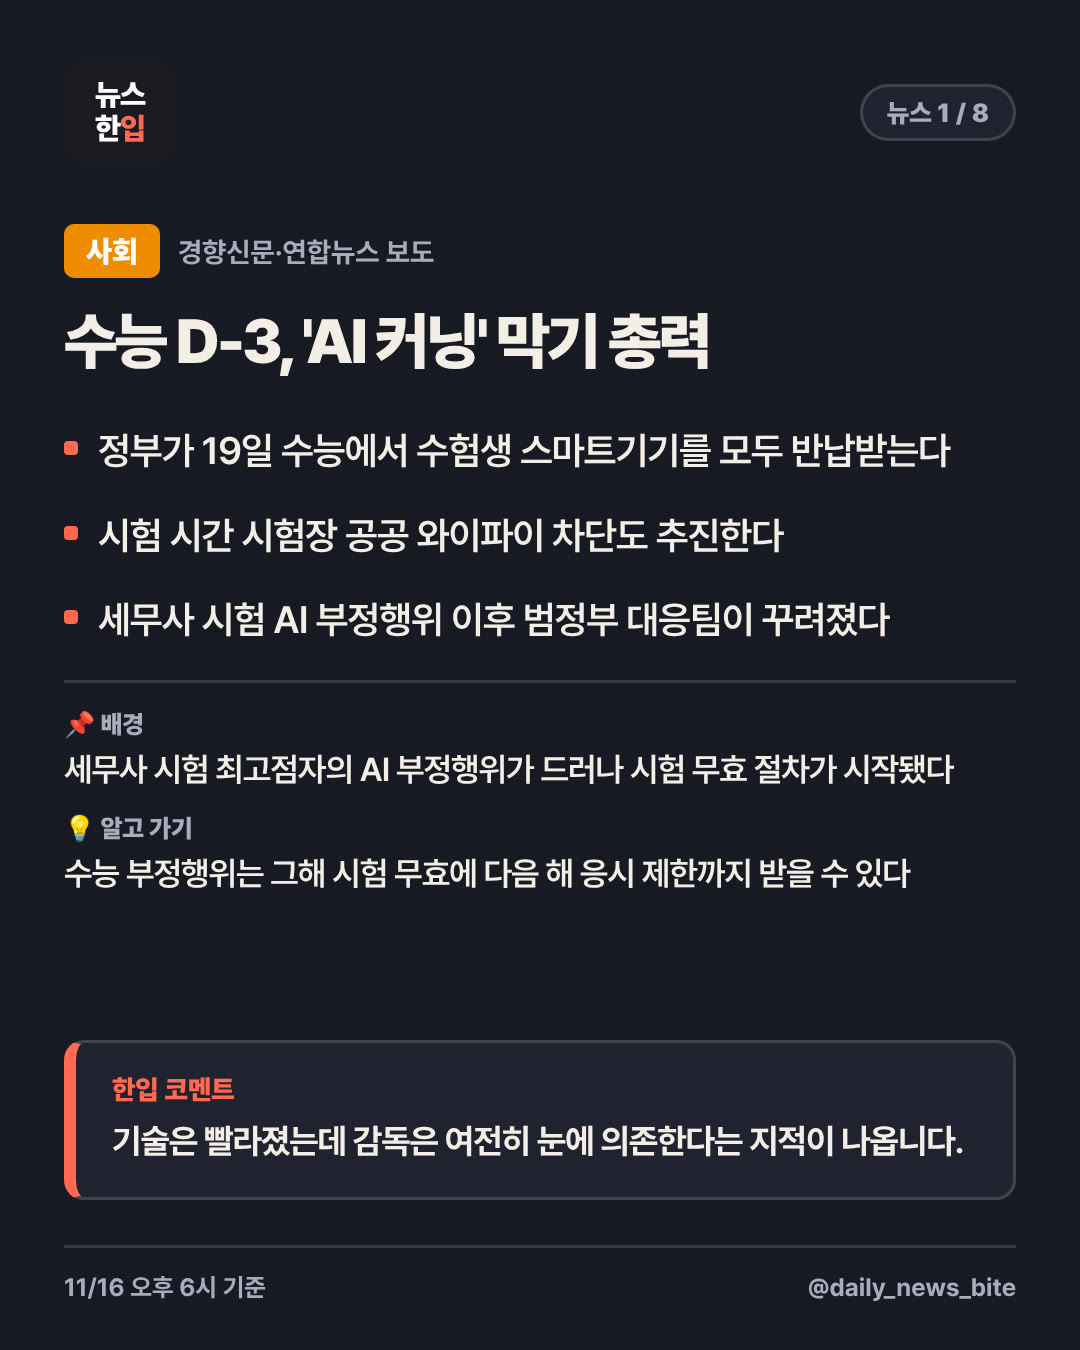 뉴스
한입
뉴스 1 / 8
사회 경향신문·연합뉴스 보도
수능 D-3, 'AI 커닝' 막기 총력
정부가 19일 수능에서 수험생 스마트기기를 모두 반납받는다
시험 시간 시험장 공공 와이파이 차단도 추진한다
세무사 시험 AI 부정행위 이후 범정부 대응팀이 꾸려졌다
📌 배경
세무사 시험 최고점자의 AI 부정행위가 드러나 시험 무효 절차가 시작됐다
💡 알고 가기
수능 부정행위는 그해 시험 무효에 다음 해 응시 제한까지 받을 수 있다
한입 코멘트
기술은 빨라졌는데 감독은 여전히 눈에 의존한다는 지적이 나옵니다.
11/16 오후 6시 기준
@daily_news_bite